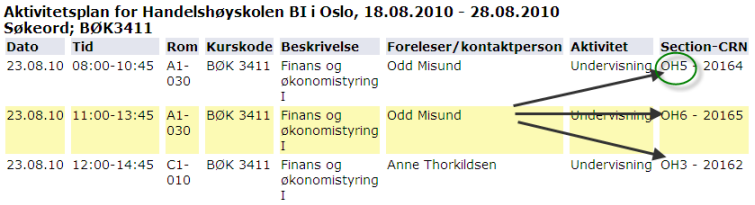 Aktivitetsplan for Handelshøyskolen BI i Oslo, 18.08.2010 - 28.08.2010
Søkeord; BØK3411
Dato Tid Rom Kurskode Beskrivelse Foreleser/kontaktperson Aktivitet Section-CRN
23.08.10 08:00-10:45 A1- BØK 3411 Finans og Odd Misund Undervisning OH5 - 20164
030 økonomistyring
I
23.08.10 11:00-13:45 A1- BØK 3411 Finans og Odd Misund Undervisning OH6 - 20165
030 økonomistyring
I
23.08.10 12:00-14:45 C1- BØK 3411 Finans og Anne Thorkildsen Undervisning OH3 - 20162
010 økonomistyring
I